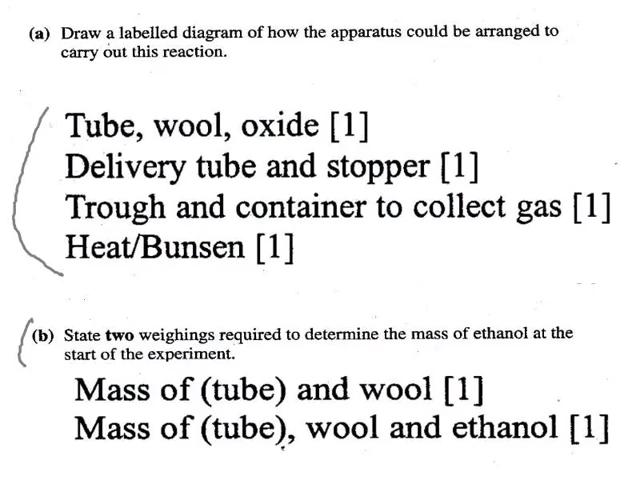 (a) Draw a labelled diagram of how the apparatus could be arranged to
carry out this reaction.
Tube, wool, oxide [1]
Delivery tube and stopper [1]
Trough and container to collect gas [1]
Heat/Bunsen [1]
(b) State two weighings required to determine the mass of ethanol at the
start of the experiment.
Mass of (tube) and wool [1]
Mass of (tube), wool and ethanol [1]